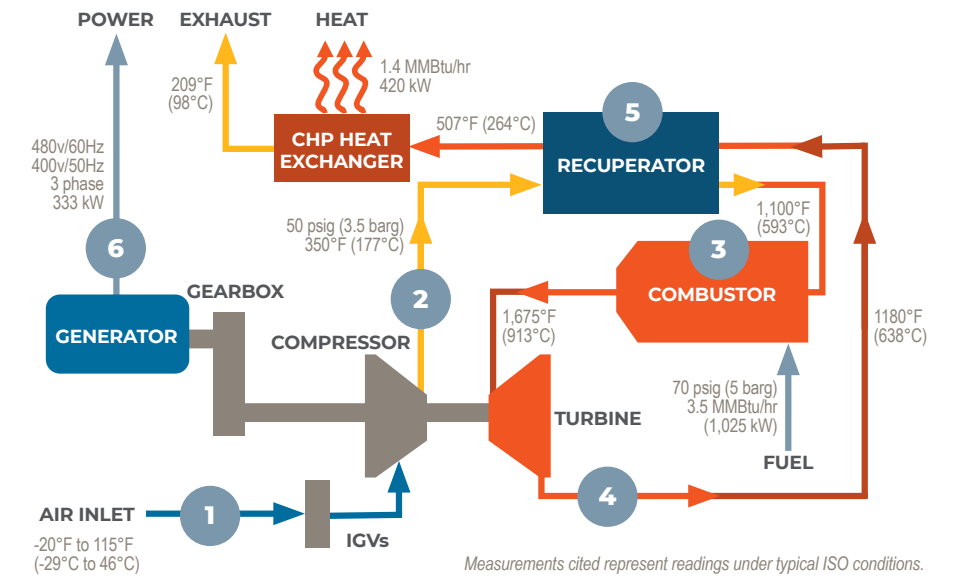 POWER
EXHAUST
HEAT
1.4 MMBtu/hr
420 kW
209°F
(98°C)
CHP HEAT
EXCHANGER
507°F (264°C)
5
RECUPERATOR
480v/60Hz
400v/50Hz
3 phase
333 kW
6
50 psig (3.5 barg)
350°F (177°C)
2
1,100°F
(593°C)
3
COMBUSTOR
GEARBOX
GENERATOR
COMPRESSOR
1,675°F
(913°C)
1180°F
(638°C)
70 psig (5 barg)
3.5 MMBtu/hr
(1,025 kW)
FUEL
TURBINE
4
AIR INLET
1
-20°F to 115°F
(-29°C to 46°C)
IGVs
Measurements cited represent readings under typical ISO conditions.